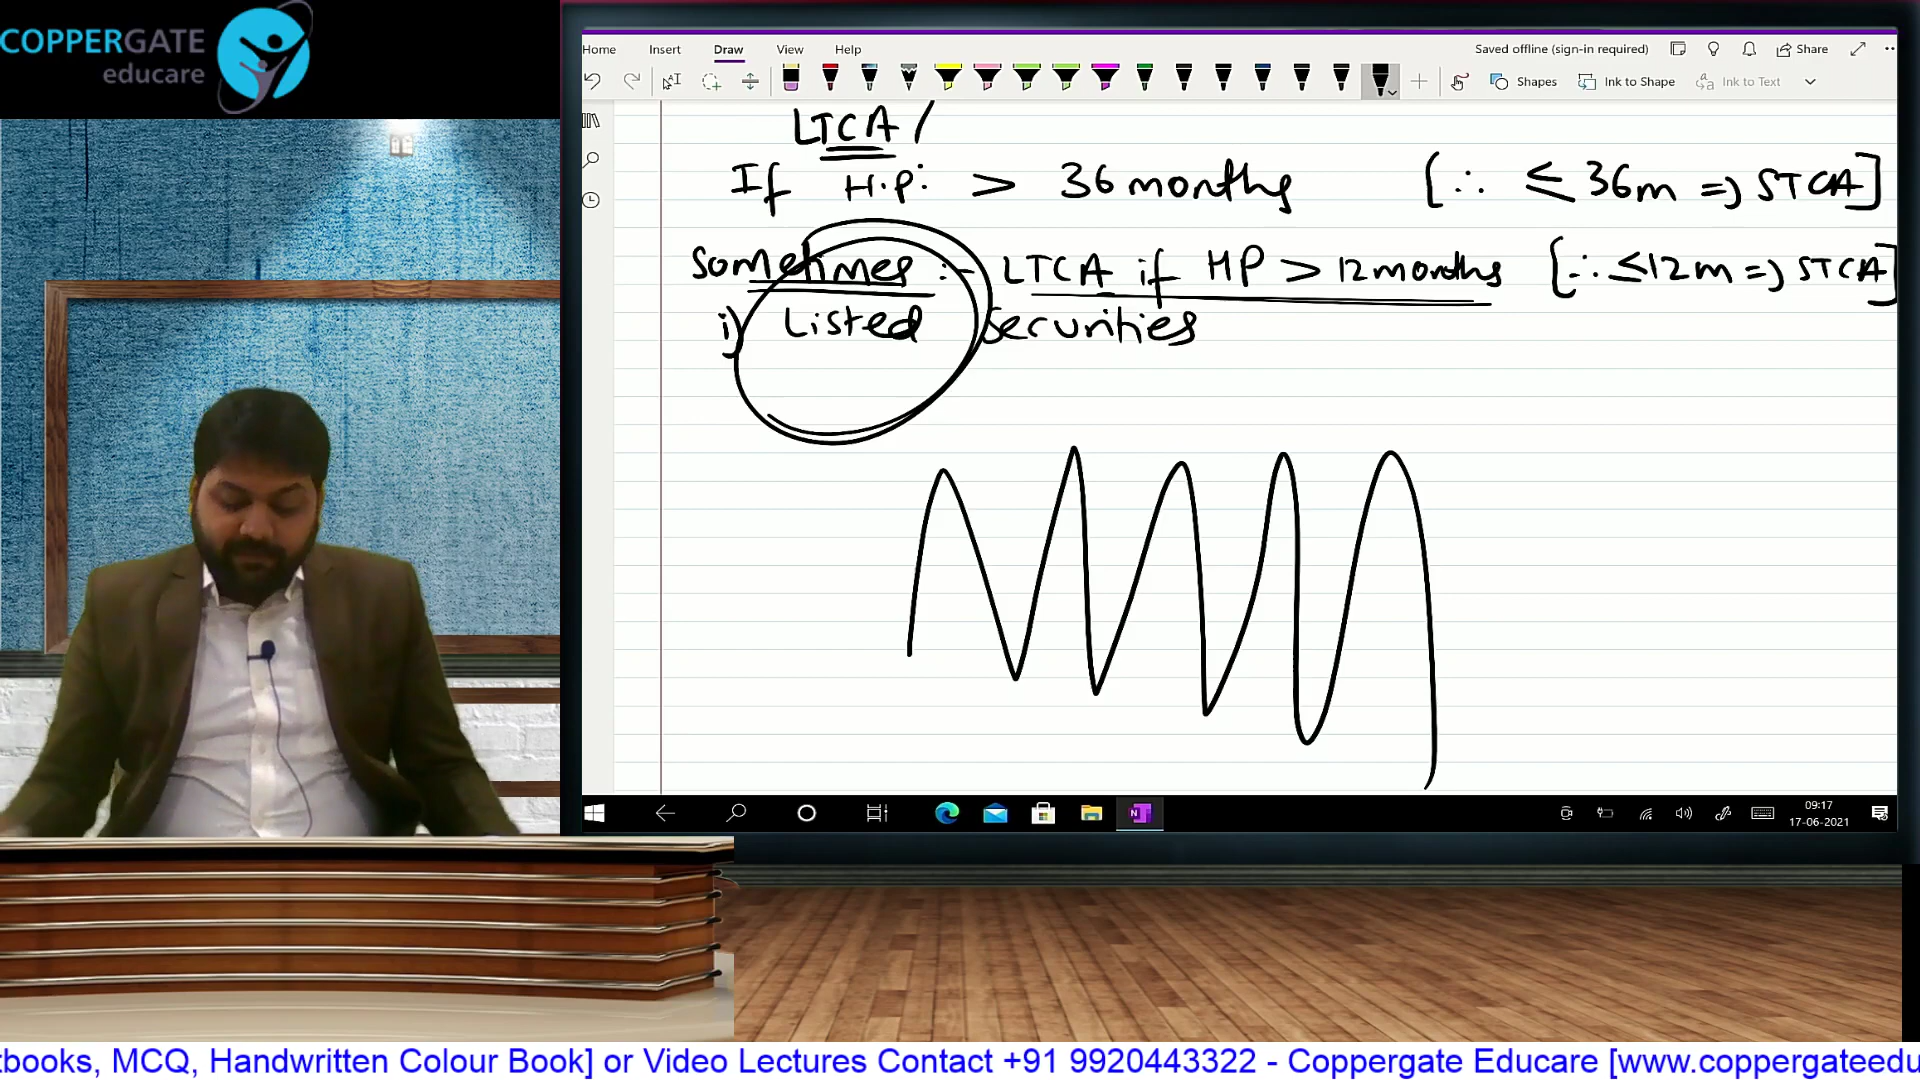 COPPERGATE
educare
Home Insert Draw View Help Saved offline (sign-in required) Share
Shapes Ink to Shape Ink to Text
LTCA /
If H.P. > 36 months [∴ ≤ 36m => STCA]
Sometimes :- LTCA if HP > 12 months [∴ ≤ 12m => STCA]
i) Listed Securities
09:17
17-06-2021
tbooks, MCQ, Handwritten Colour Book] or Video Lectures Contact +91 9920443322 - Coppergate Educare [www.coppergateedu